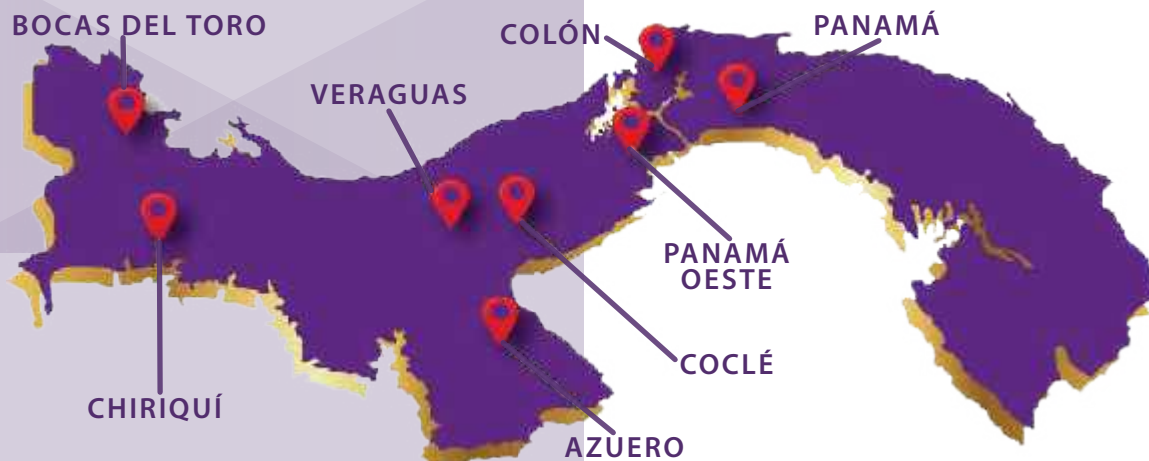 BOCAS DEL TORO
COLÓN
PANAMÁ
VERAGUAS
PANAMÁ
OESTE
COCLÉ
CHIRIQUÍ
AZUERO